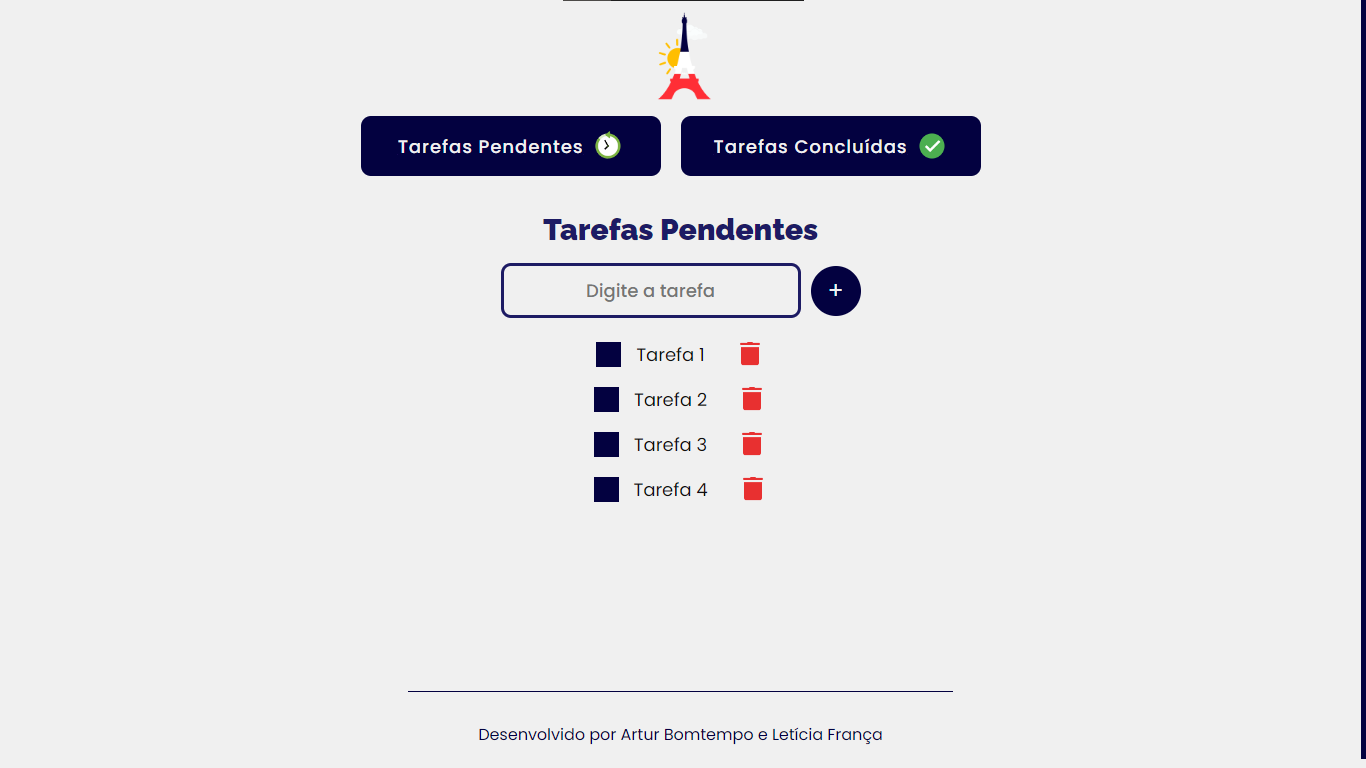 Tarefas Pendentes
Tarefas Concluídas
Tarefas Pendentes
Digite a tarefa
+
Tarefa 1
Tarefa 2
Tarefa 3
Tarefa 4
Desenvolvido por Artur Bomtempo e Letícia França